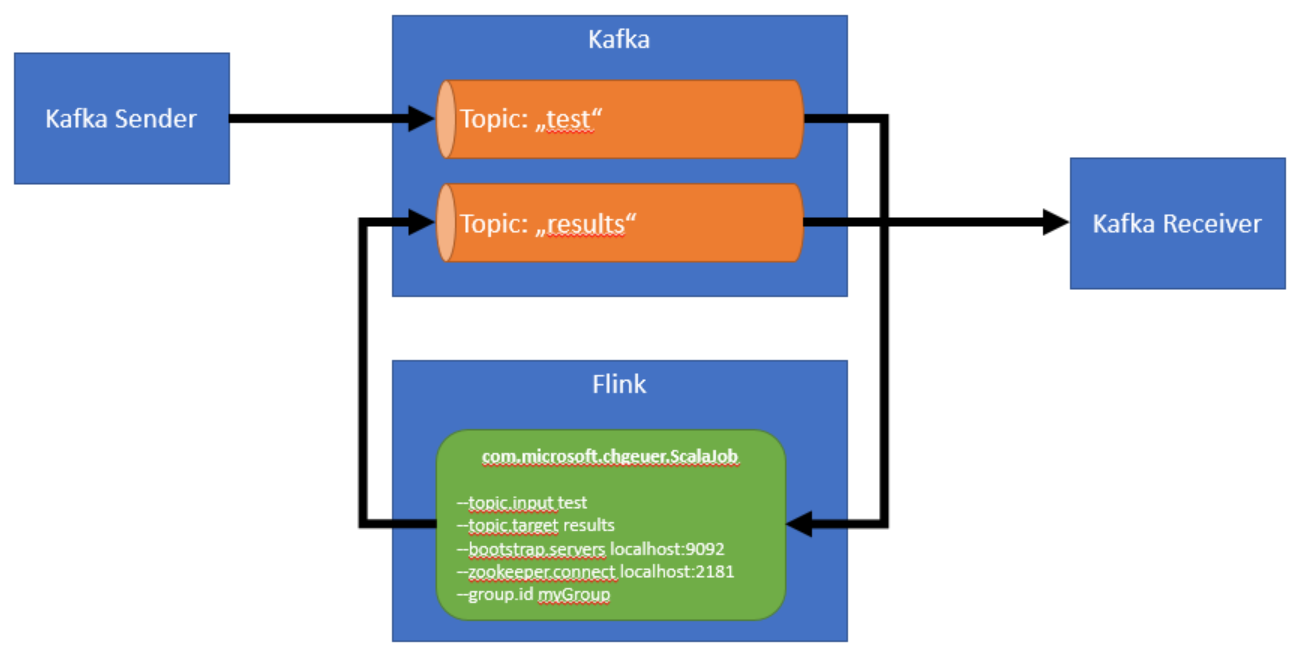 Kafka
Kafka Sender
Topic: „test“
Topic: „results“
Kafka Receiver
Flink
com.microsoft.chgeuer.ScalaJob
--topic.input test
--topic.target results
--bootstrap.servers localhost:9092
--zookeeper.connect localhost:2181
--group.id myGroup